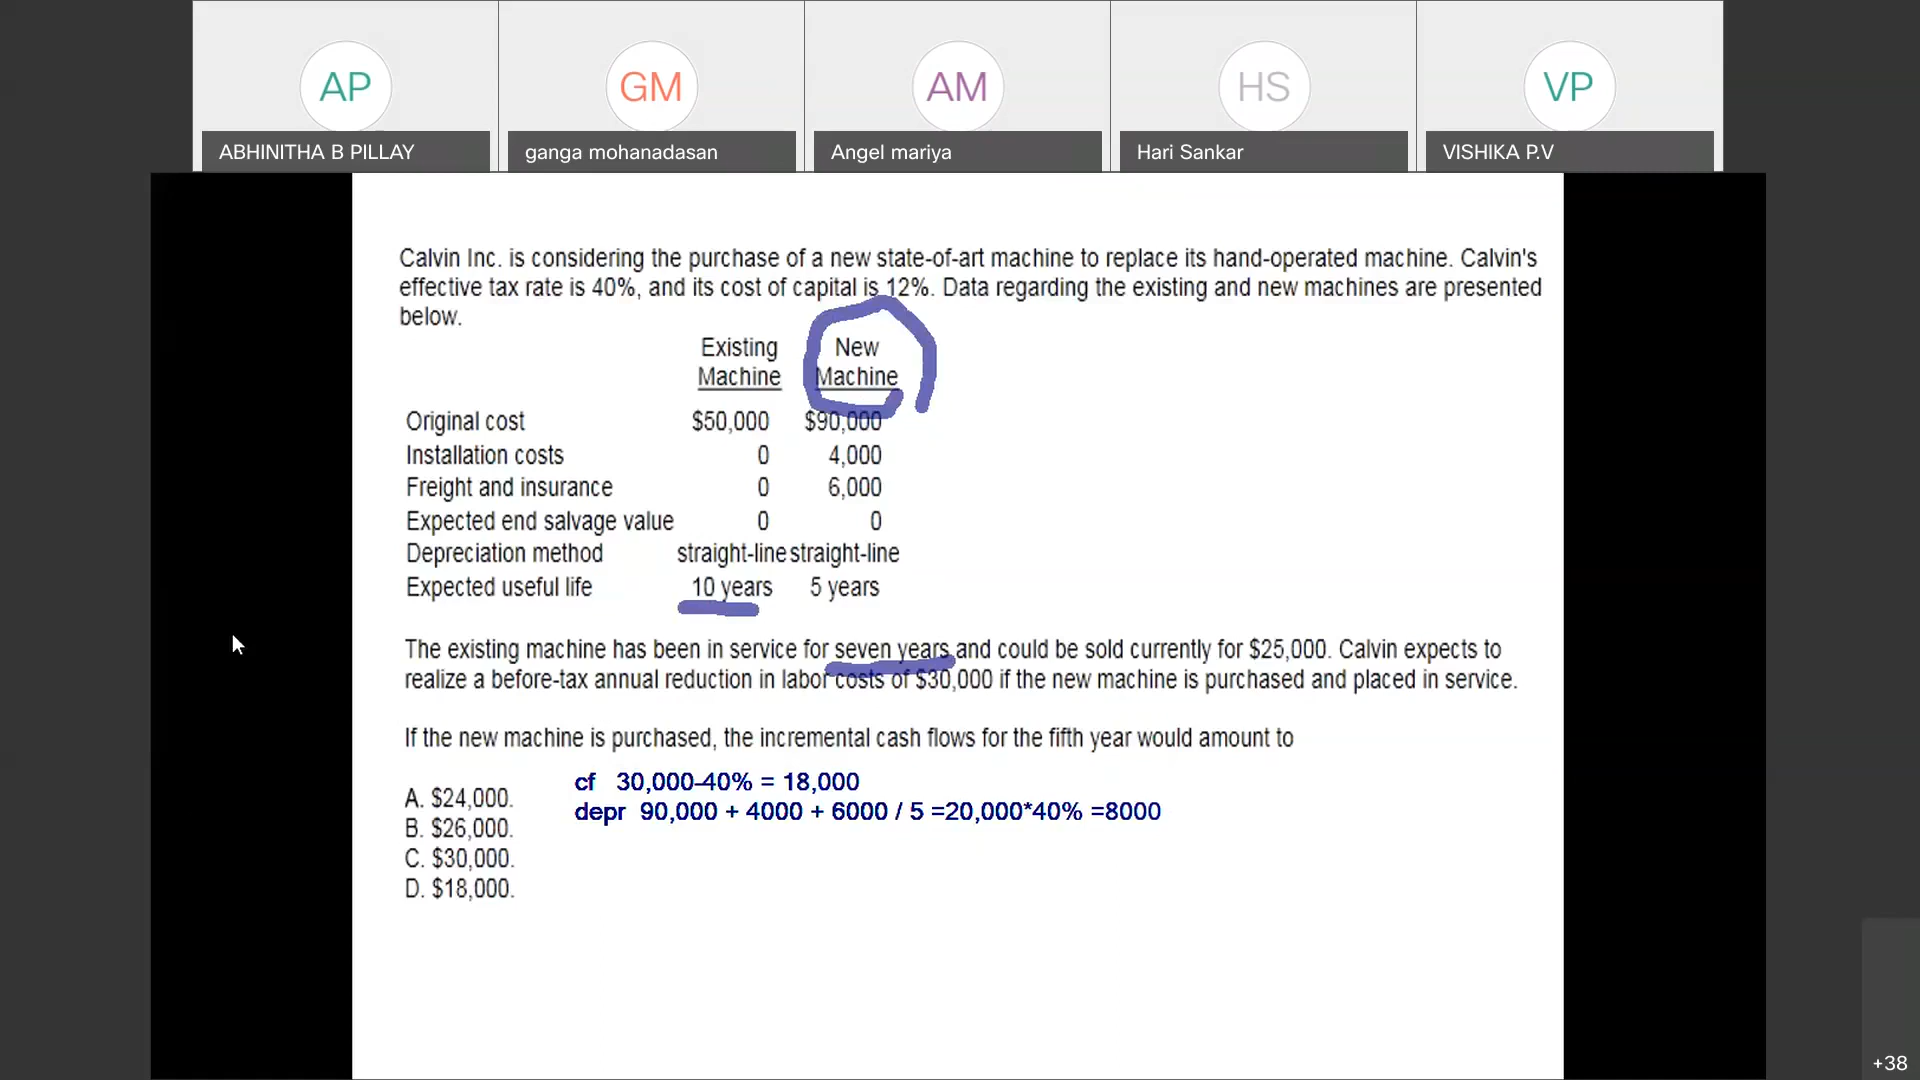 AP GM AM HS VP
ABHINITHA B PILLAY ganga mohanadasan Angel mariya Hari Sankar VISHIKA P.V
Calvin Inc. is considering the purchase of a new state-of-art machine to replace its hand-operated machine. Calvin's
effective tax rate is 40%, and its cost of capital is 12%. Data regarding the existing and new machines are presented
below.
Existing New
Machine Machine
Original cost $50,000 $90,000
Installation costs 0 4,000
Freight and insurance 0 6,000
Expected end salvage value 0 0
Depreciation method straight-line straight-line
Expected useful life 10 years 5 years
The existing machine has been in service for seven years and could be sold currently for $25,000. Calvin expects to
realize a before-tax annual reduction in labor costs of $30,000 if the new machine is purchased and placed in service.
If the new machine is purchased, the incremental cash flows for the fifth year would amount to
cf 30,000-40% = 18,000
A. $24,000.
depr 90,000 + 4000 + 6000 / 5 =20,000*40% =8000
B. $26,000.
C. $30,000.
D. $18,000.
+38